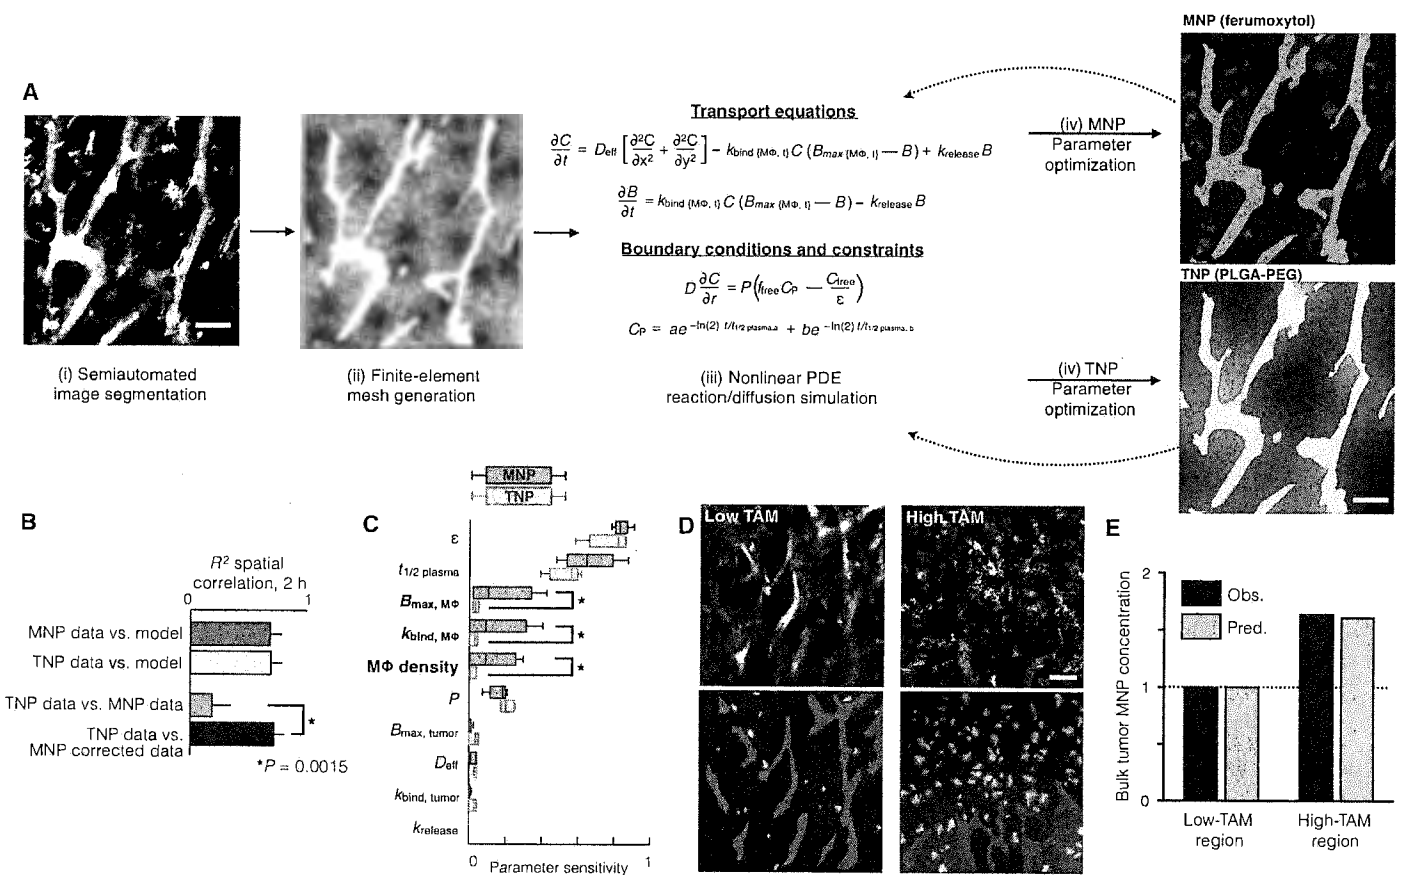 MNP (ferumoxytol)
A
Transport equations
∂C/∂t = Deff [∂²C/∂x² + ∂²C/∂y²] − kbind {MΦ, t} C (Bmax {MΦ, t} — B) + krelease B
∂B/∂t = kbind {MΦ, t} C (Bmax {MΦ, t} — B) − krelease B
Boundary conditions and constraints
D ∂C/∂r = P(ffree CP — Cfree/ε)
CP = ae^−ln(2) t/t1/2 plasma, a + be^−ln(2) t/t1/2 plasma, b
(iv) MNP
Parameter
optimization
TNP (PLGA-PEG)
(i) Semiautomated
image segmentation
(ii) Finite-element
mesh generation
(iii) Nonlinear PDE
reaction/diffusion simulation
(iv) TNP
Parameter
optimization
B
R² spatial
correlation, 2 h
0 1
MNP data vs. model
TNP data vs. model
TNP data vs. MNP data
TNP data vs.
MNP corrected data
*
*P = 0.0015
C
MNP
TNP
ε
t1/2 plasma
Bmax, MΦ
*
kbind, MΦ
*
MΦ density
*
P
Bmax, tumor
Deff
kbind, tumor
krelease
0 1
Parameter sensitivity
D
Low TAM
High TAM
E
Bulk tumor MNP concentration
2
1
0
Obs.
Pred.
Low-TAM
region
High-TAM
region